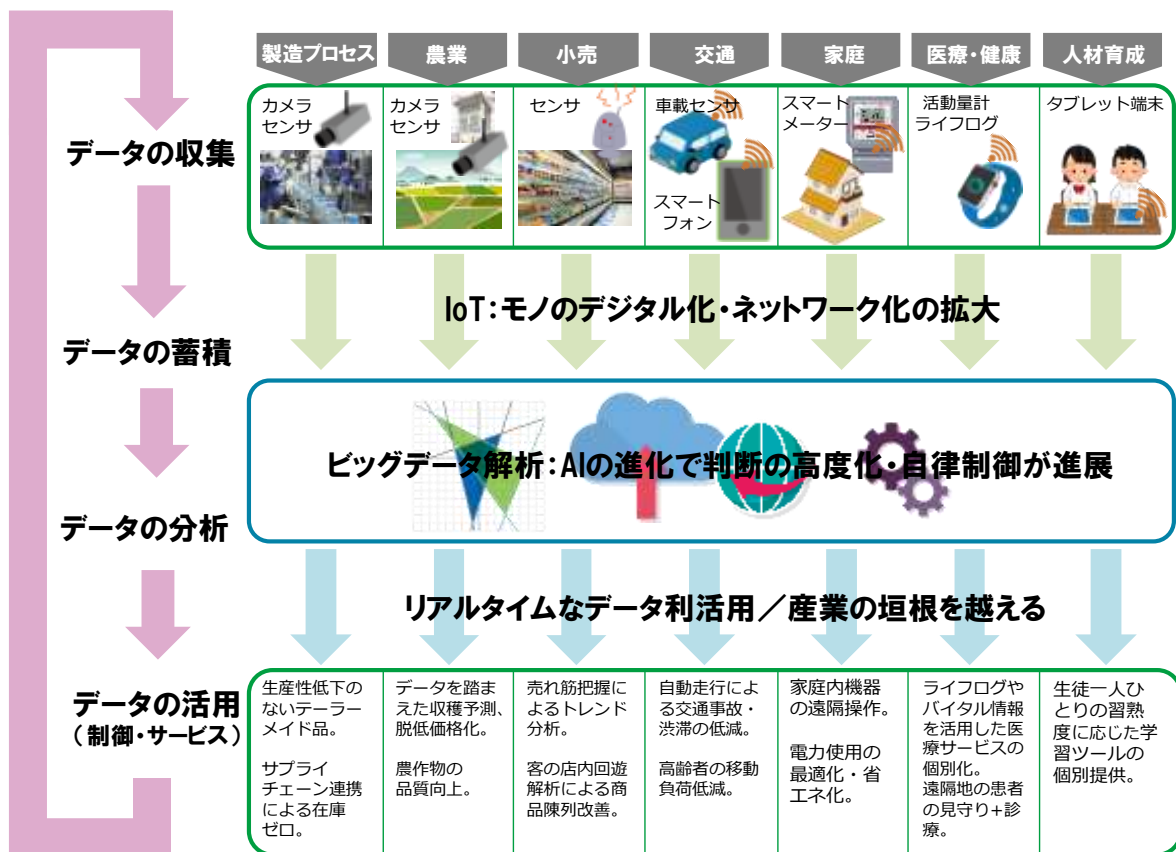 製造プロセス
農業
小売
交通
家庭
医療・健康
人材育成
データの収集
カメラ
センサ
カメラ
センサ
センサ
車載センサ
スマート
フォン
スマート
メーター
活動量計
ライフログ
タブレット端末
IoT：モノのデジタル化・ネットワーク化の拡大
データの蓄積
ビッグデータ解析：AIの進化で判断の高度化・自律制御が進展
データの分析
リアルタイムなデータ利活用／産業の垣根を越える
データの活用
（制御・サービス）
生産性低下の
ないテーラー
メイド品。
サプライ
チェーン連携
による在庫
ゼロ。
データを踏ま
えた収穫予測、
脱低価格化。
農作物の
品質向上。
売れ筋把握に
よるトレンド
分析。
客の店内回遊
解析による商
品陳列改善。
自動走行によ
る交通事故・
渋滞の低減。
高齢者の移動
負荷低減。
家庭内機器
の遠隔操作。
電力使用の
最適化・省
エネ化。
ライフログや
バイタル情報
を活用した医
療サービスの
個別化。
遠隔地の患者
の見守り+診
療。
生徒一人ひ
とりの習熟
度に応じた学
習ツールの
個別提供。